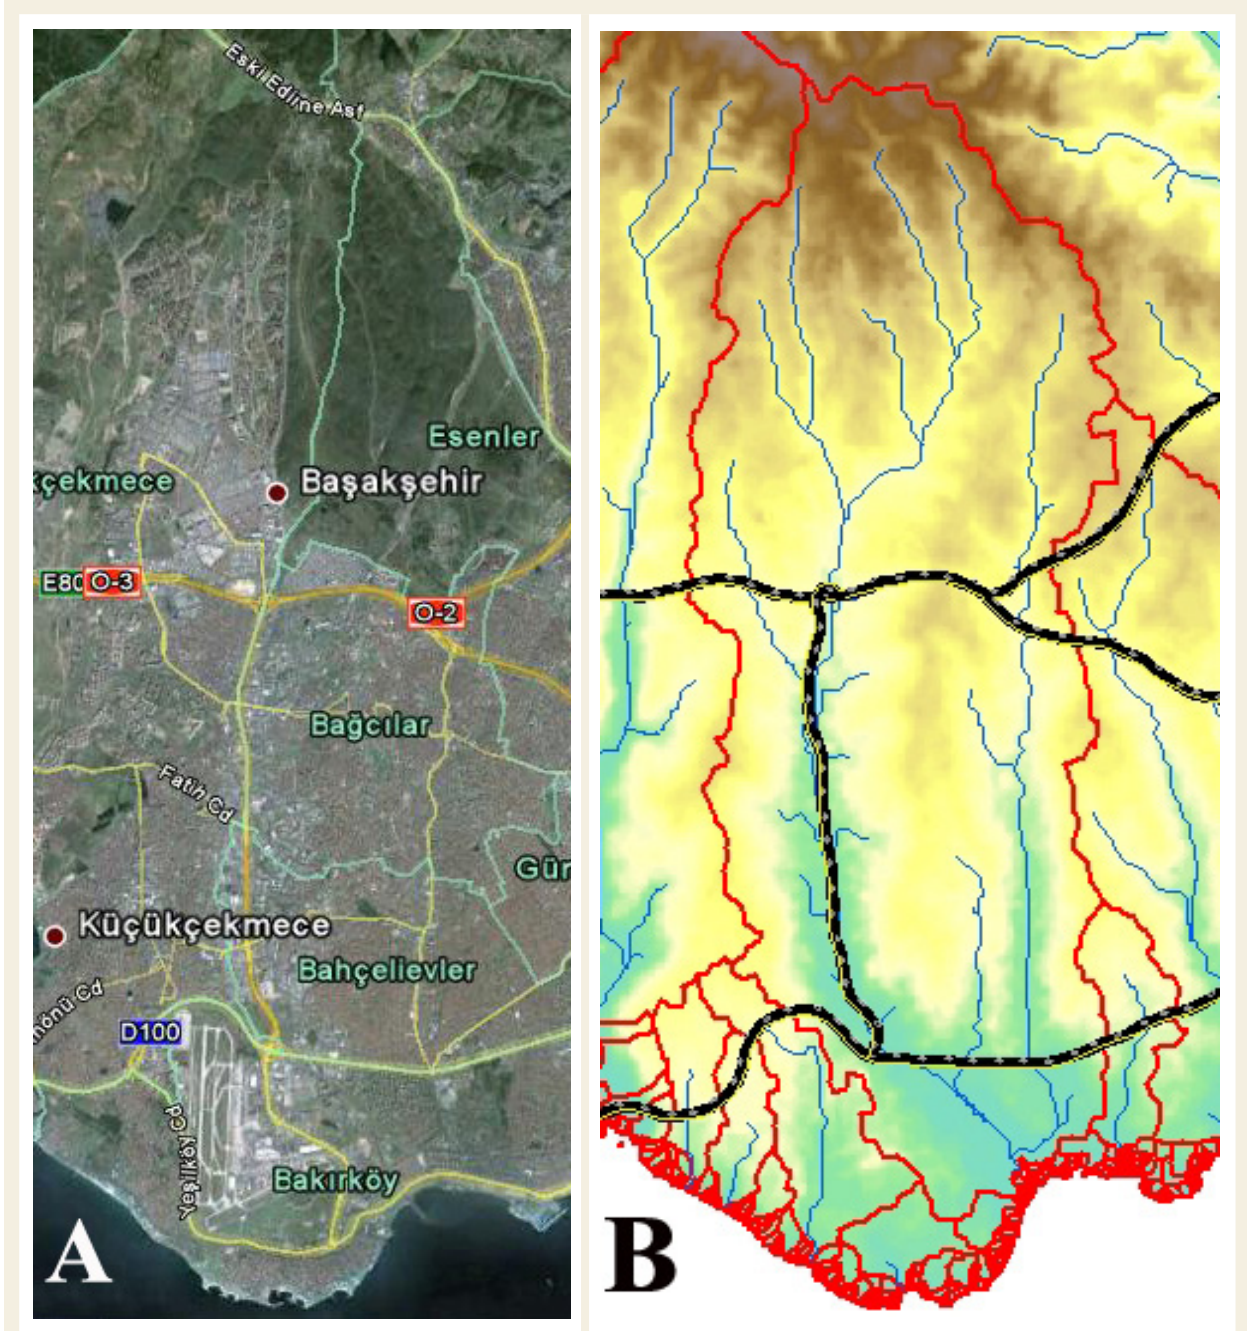 Eski Edirne Asf
Esenler
kçekmece
Başakşehir
E80
O-3
O-2
Bağcılar
Fatih Cd
Gür
Küçükçekmece
Bahçelievler
nönü Cd
D100
Yeşilköy Cd
Bakırköy
A
B